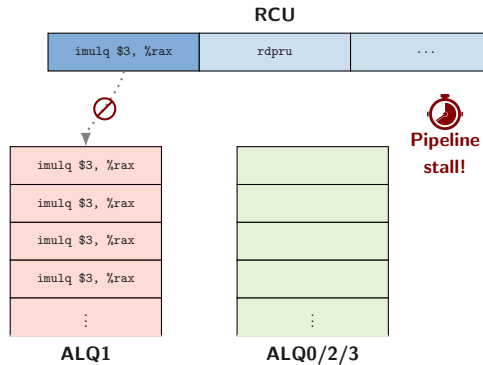 RCU
imulq $3, %rax
rdpru
...
Pipeline
stall!
imulq $3, %rax
imulq $3, %rax
imulq $3, %rax
imulq $3, %rax
⋮
⋮
ALQ1
ALQ0/2/3